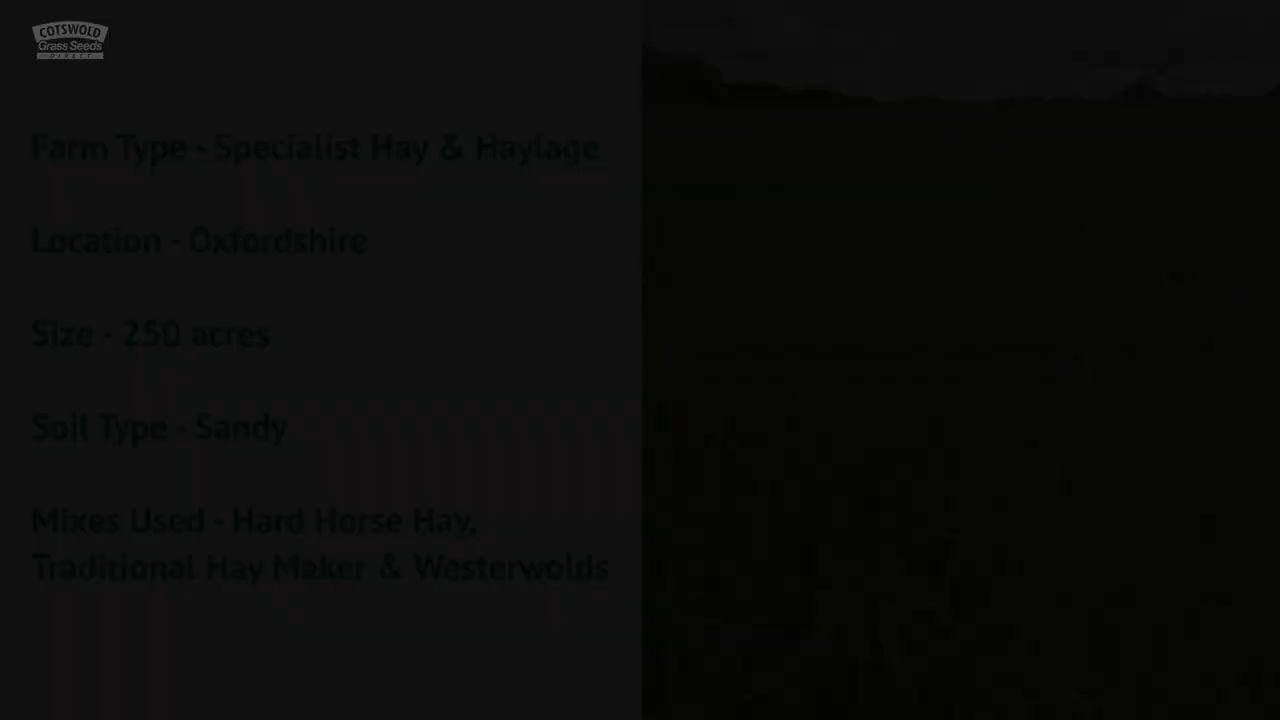 COTSWOLD
Grass Seeds
DIRECT
Farm Type - Specialist Hay & Haylage
Location - Oxfordshire
Size - 250 acres
Soil Type - Sandy
Mixes Used - Hard Horse Hay,
Traditional Hay Maker & Westerwolds